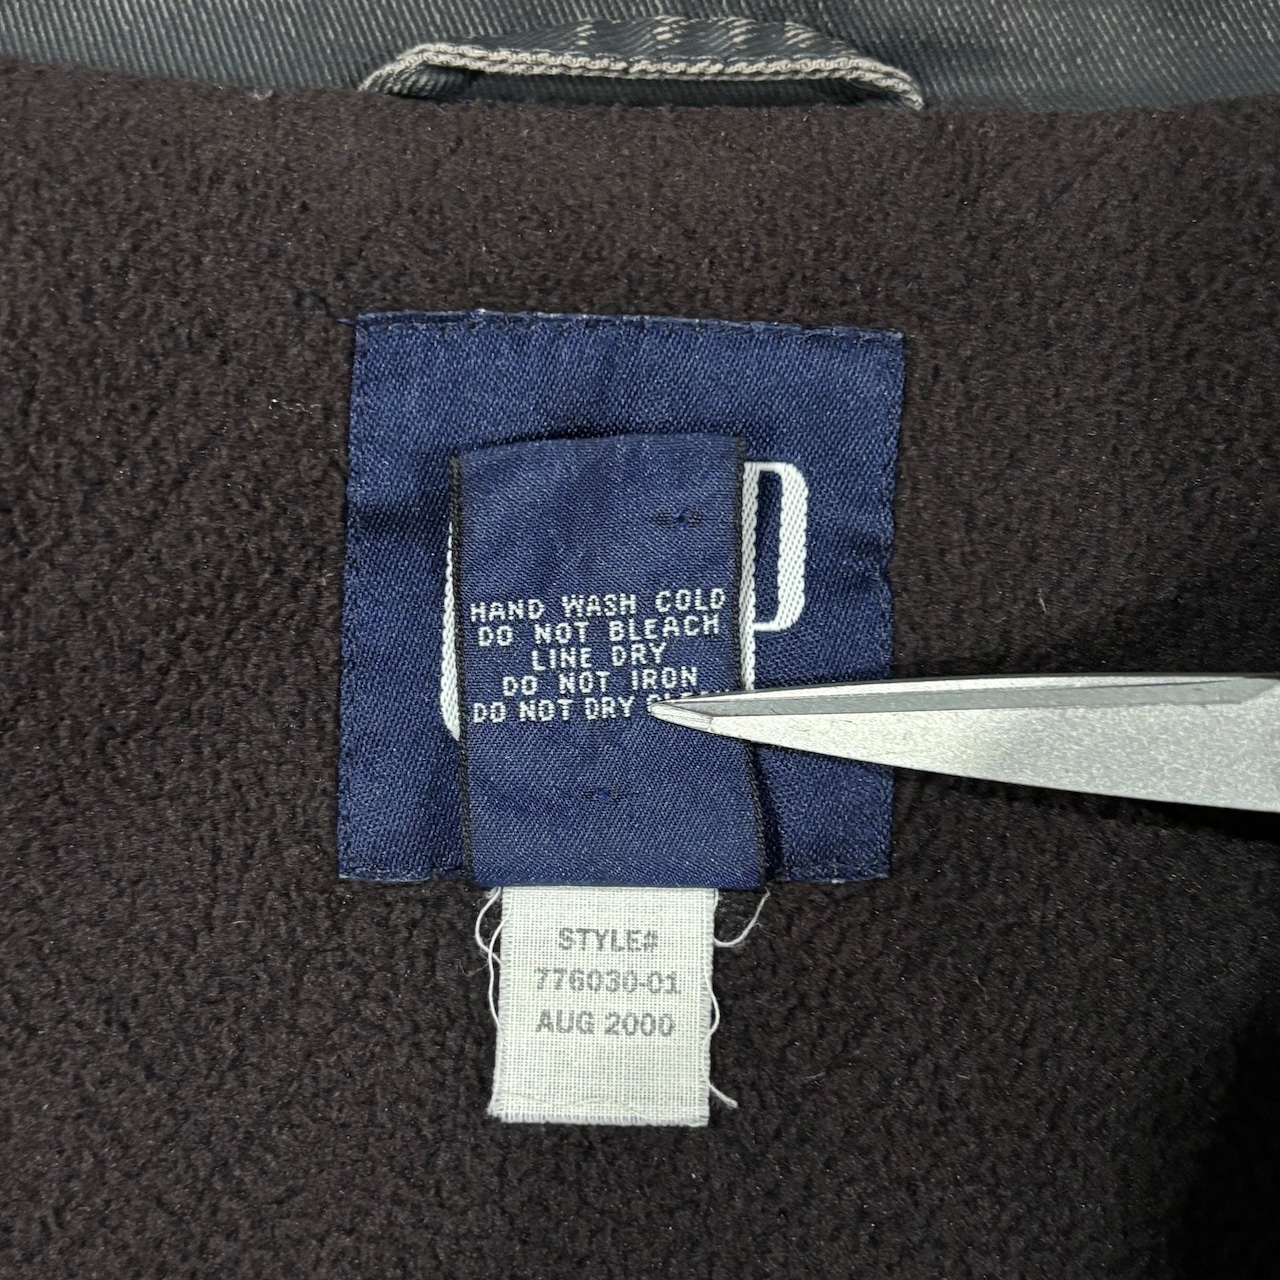 HAND WASH COLD
DO NOT BLEACH
LINE DRY
DO NOT IRON
DO NOT DRY
STYLE#
776030-01
AUG 2000